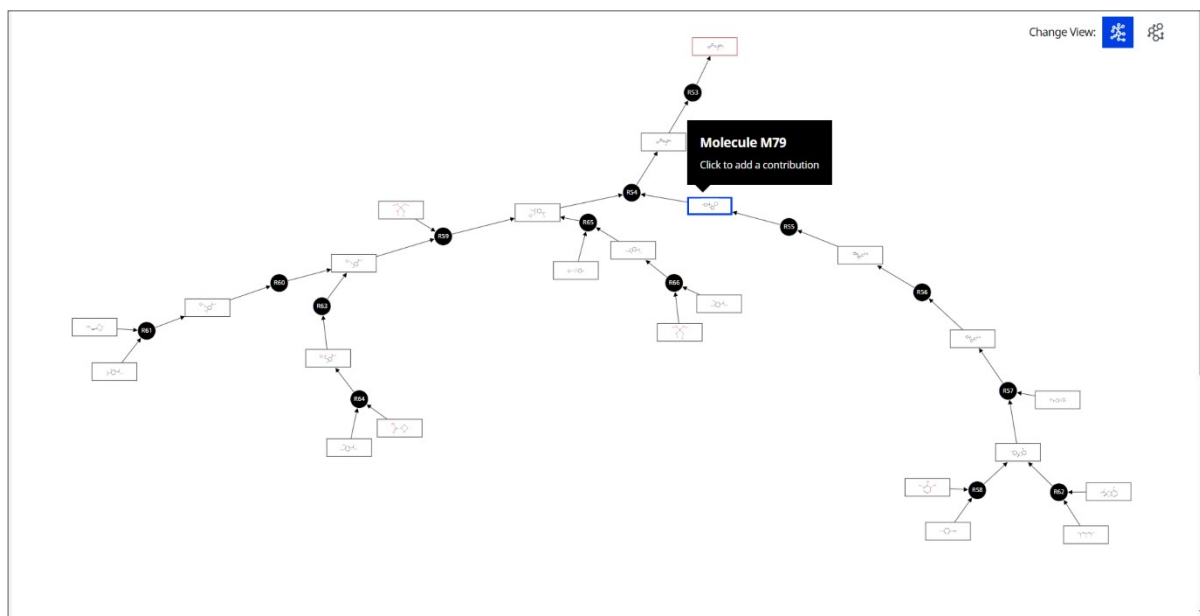 Change View:
R53
Molecule M79
Click to add a contribution
R54
R55
R65
R59
R60
R66
R56
R63
R61
R57
R64
R58
R62